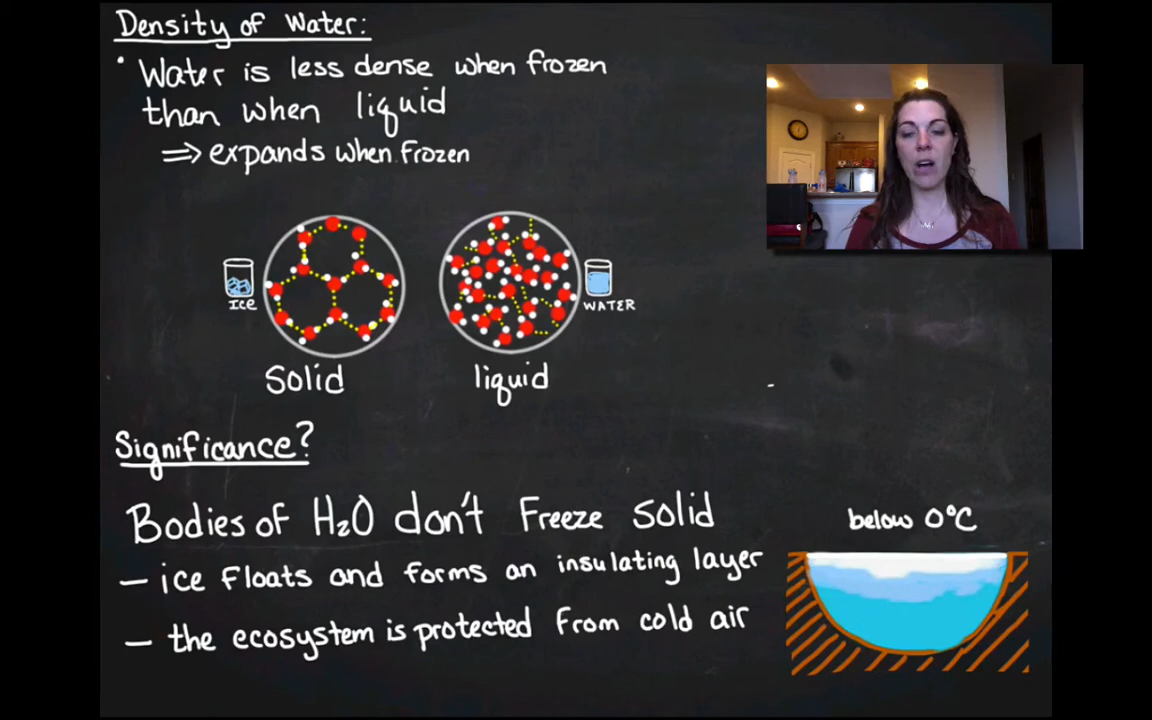 Density of Water:
• Water is less dense when frozen
than when liquid
⇒ expands when frozen
ICE
WATER
Solid
liquid
Significance?
Bodies of H₂O don't Freeze solid
below 0°C
– ice floats and forms an insulating layer
– the ecosystem is protected from cold air